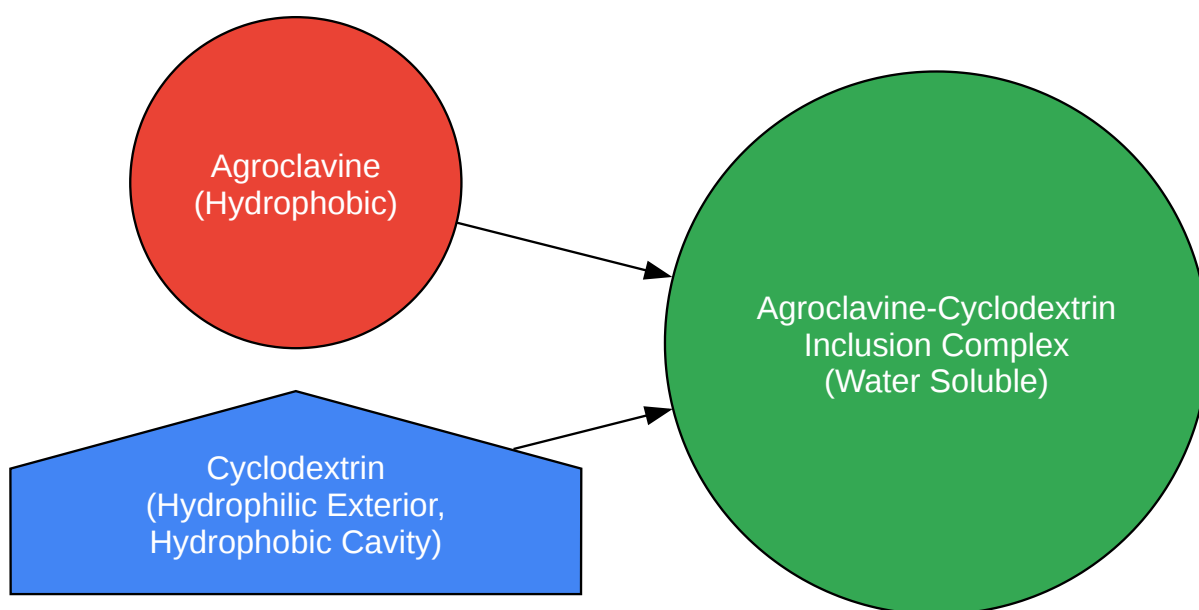 Agroclavine
(Hydrophobic)
Cyclodextrin
(Hydrophilic Exterior,
Hydrophobic Cavity)
Agroclavine-Cyclodextrin
Inclusion Complex
(Water Soluble)